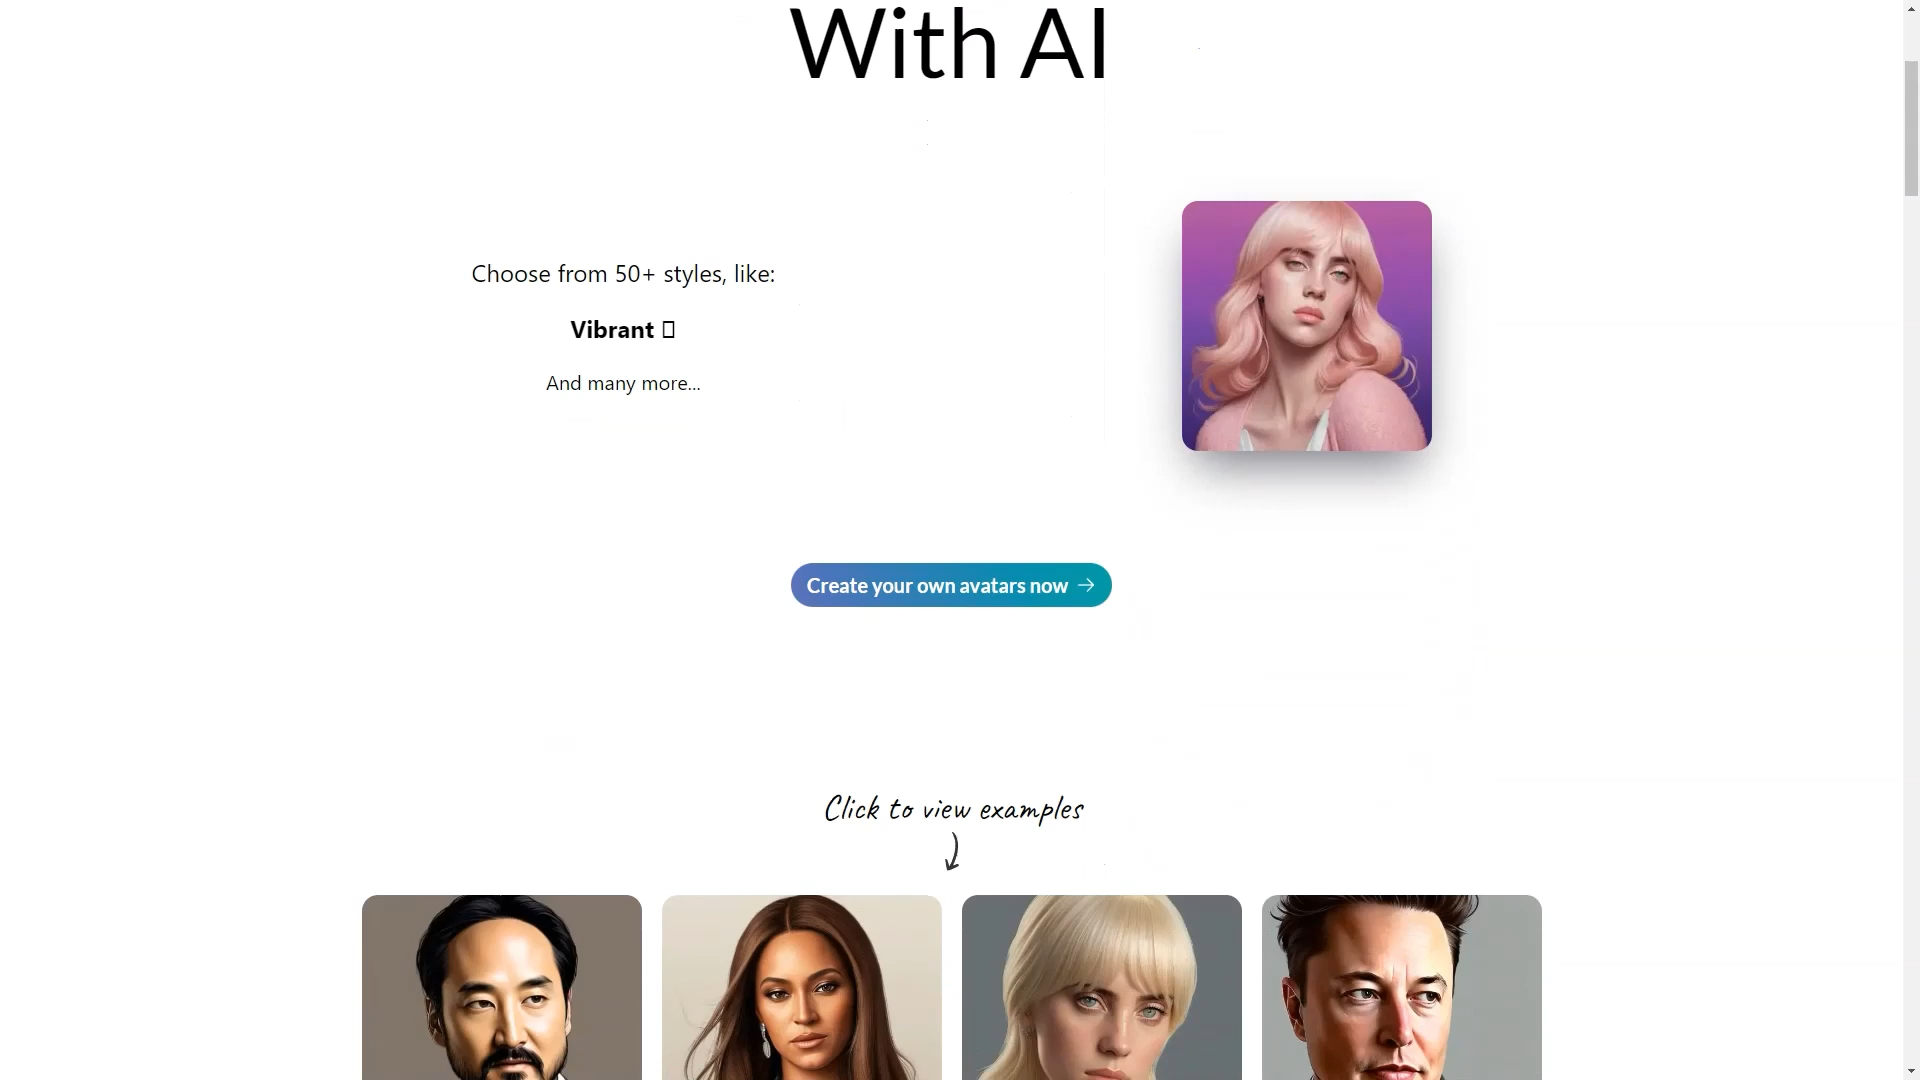 With AI
Choose from 50+ styles, like:
Vibrant
And many more...
Create your own avatars now →
Click to view examples